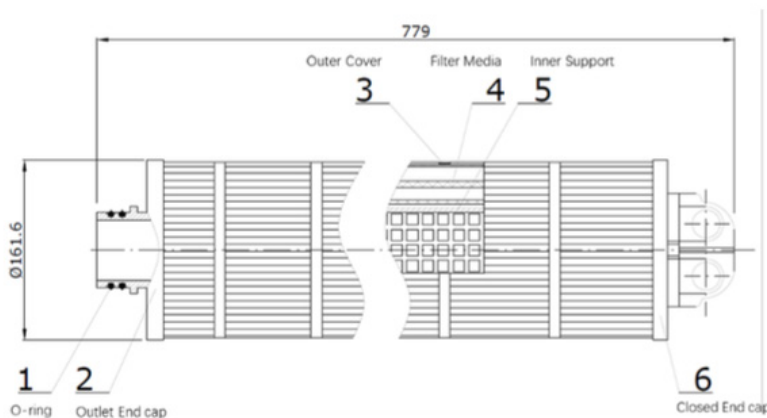 779
Outer Cover Filter Media Inner Support
3 4 5
Ø161.6
1 2 6
O-ring Outlet End cap Closed End cap